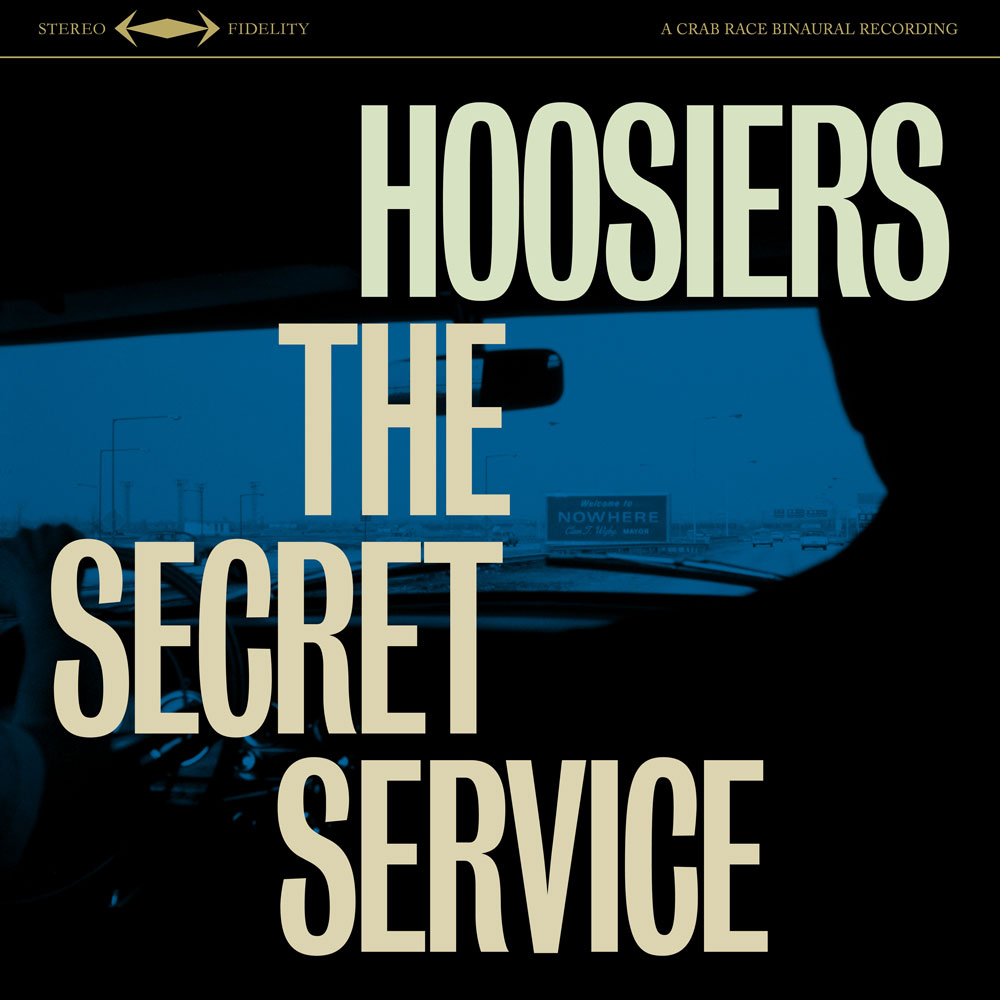 STEREO FIDELITY
A CRAB RACE BINAURAL RECORDING
HOOSIERS
THE
SECRET
SERVICE
Welcome to
NOWHERE
MAYOR